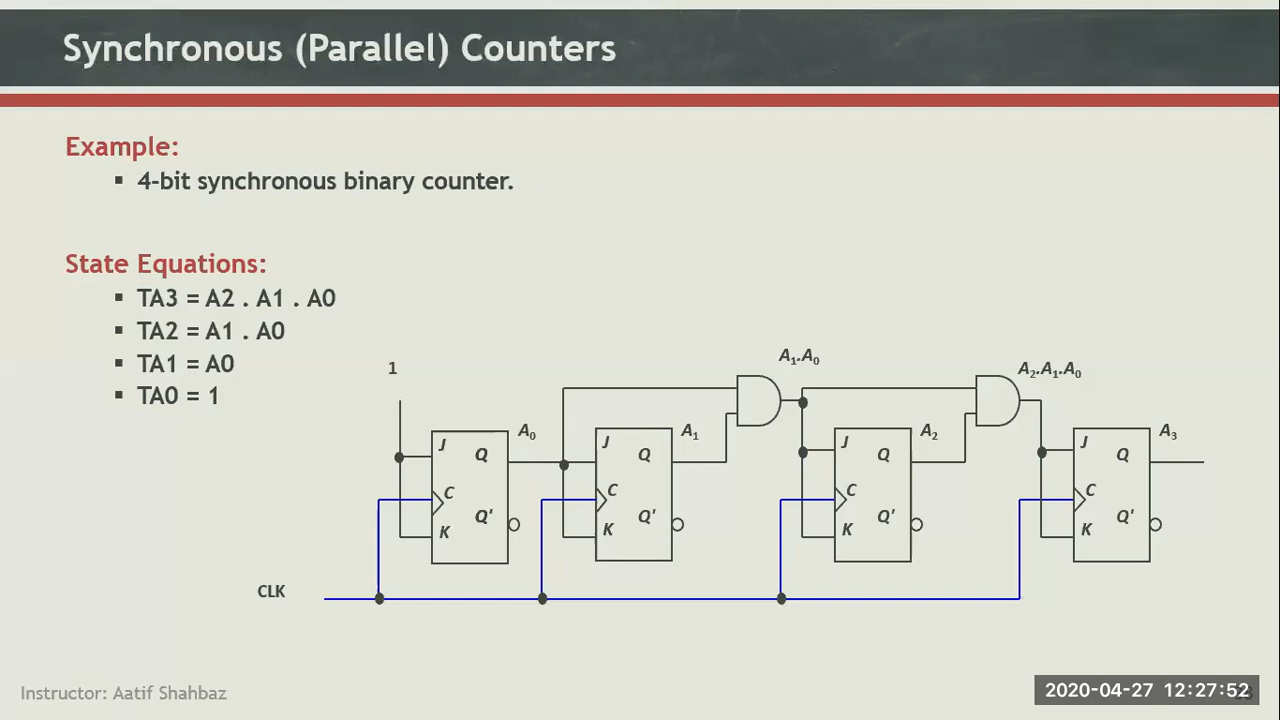 Synchronous (Parallel) Counters
Example:
▪ 4-bit synchronous binary counter.
State Equations:
▪ TA3 = A2 . A1 . A0
▪ TA2 = A1 . A0
▪ TA1 = A0
▪ TA0 = 1
1
A₁.A₀
A₂.A₁.A₀
A₀
A₁
A₂
A₃
J Q
J Q
J Q
J Q
C
C
C
C
Q'
Q'
Q'
Q'
K
K
K
K
CLK
Instructor: Aatif Shahbaz
2020-04-27 12:27:52